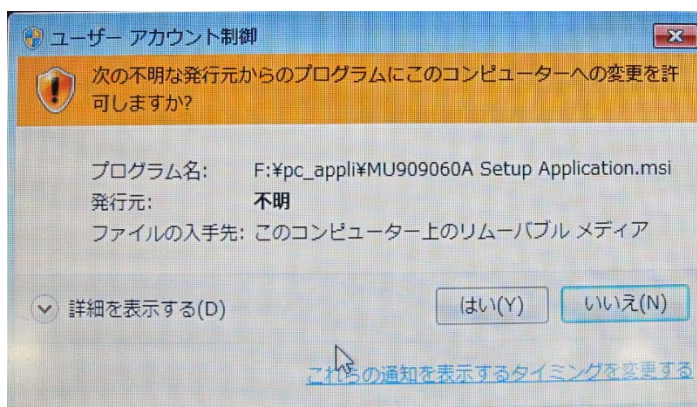 ユーザー アカウント制御
次の不明な発行元からのプログラムにこのコンピューターへの変更を許
可しますか?
プログラム名: F:¥pc_appli¥MU909060A Setup Application.msi
発行元: 不明
ファイルの入手先: このコンピューター上のリムーバブル メディア
詳細を表示する(D) はい(Y) いいえ(N)
これらの通知を表示するタイミングを変更する